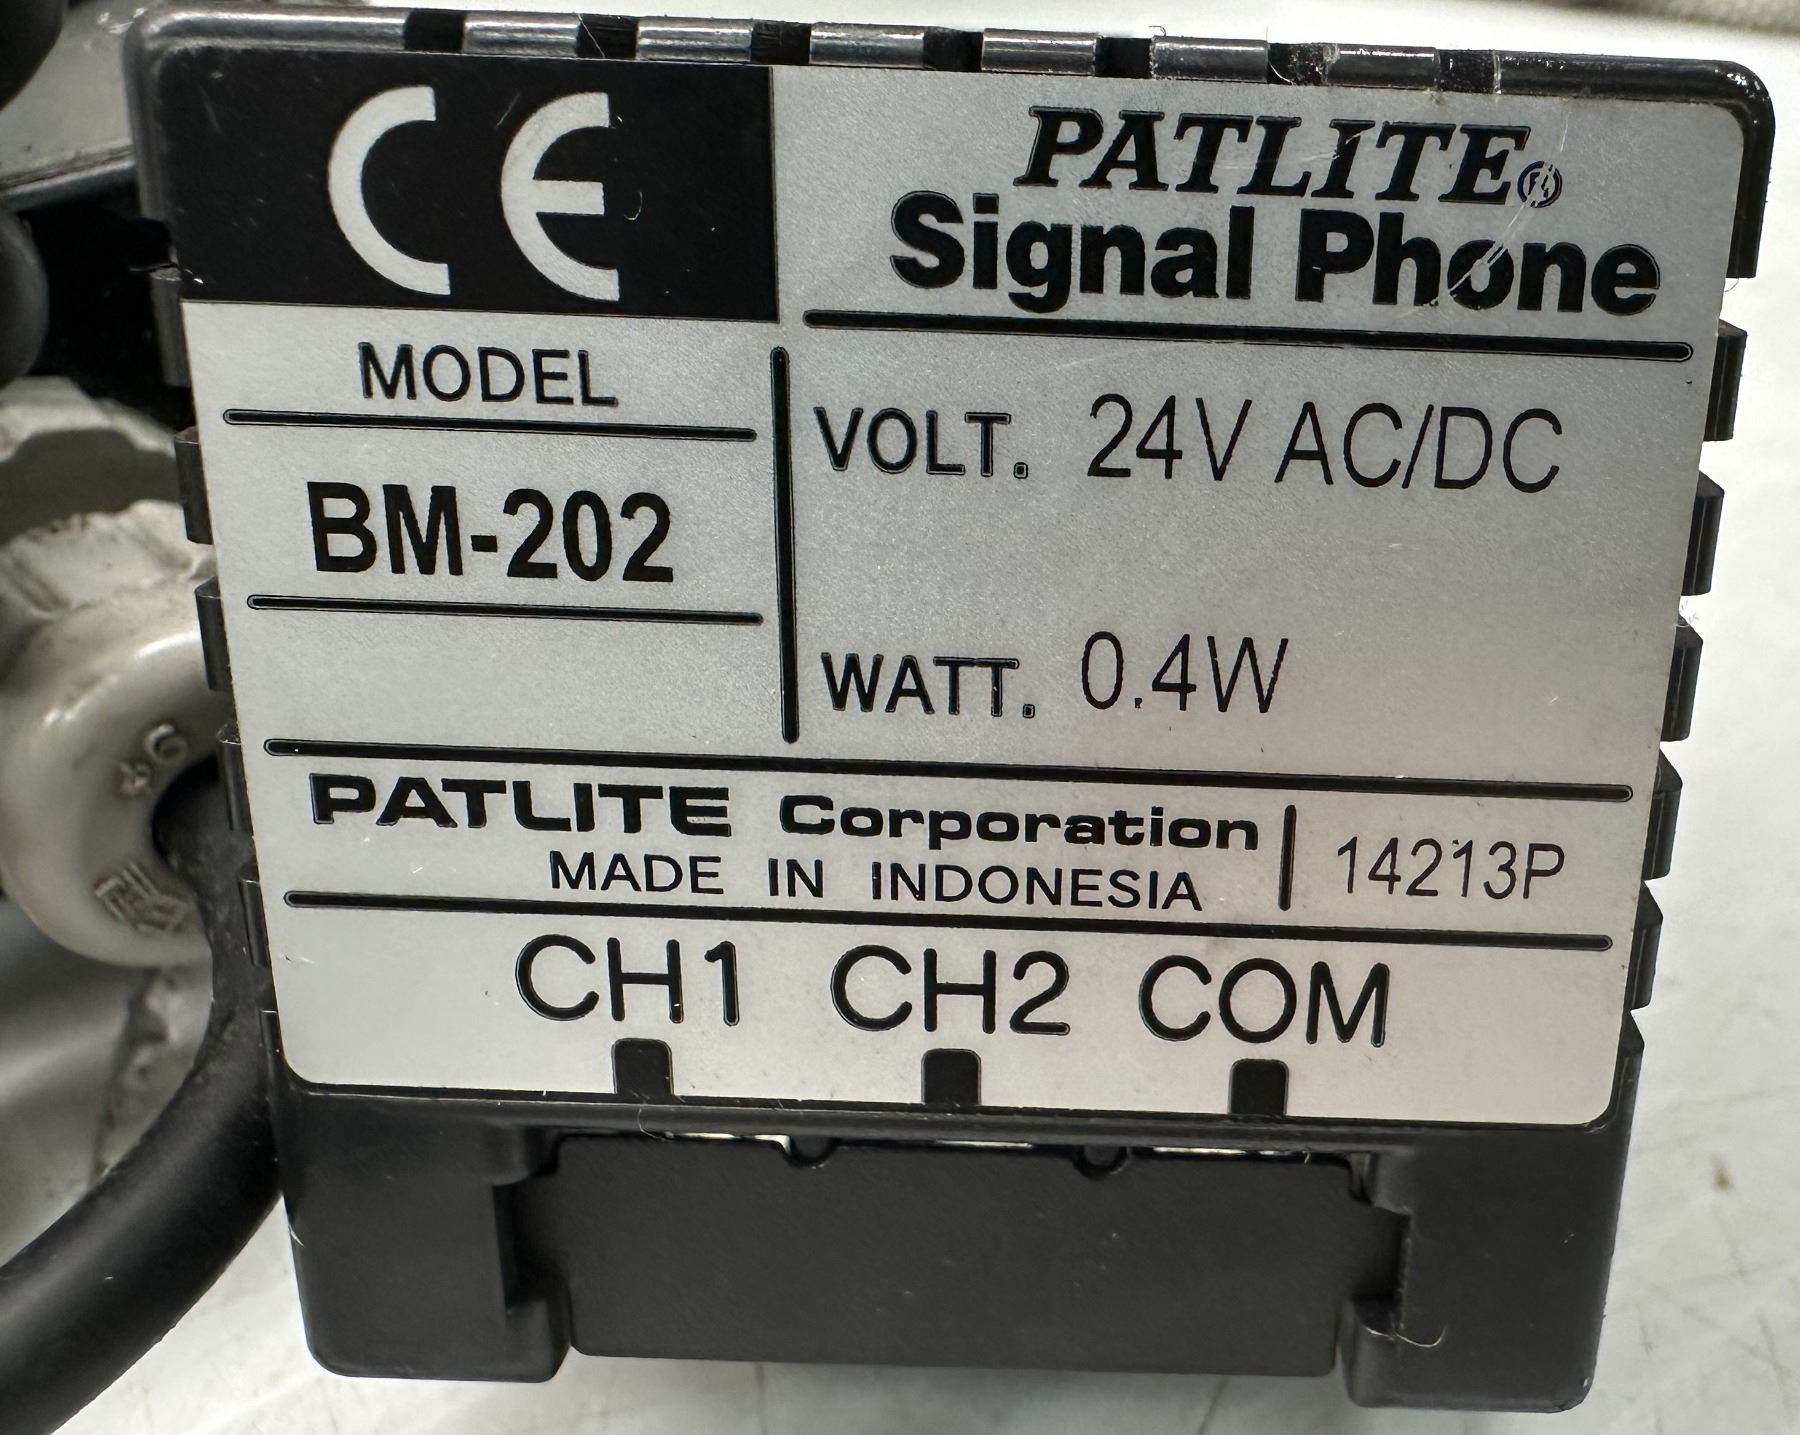 CE
PATLITE®
Signal Phone
MODEL
BM-202
VOLT. 24V AC/DC
WATT. 0.4W
PATLITE Corporation
MADE IN INDONESIA
14213P
CH1 CH2 COM